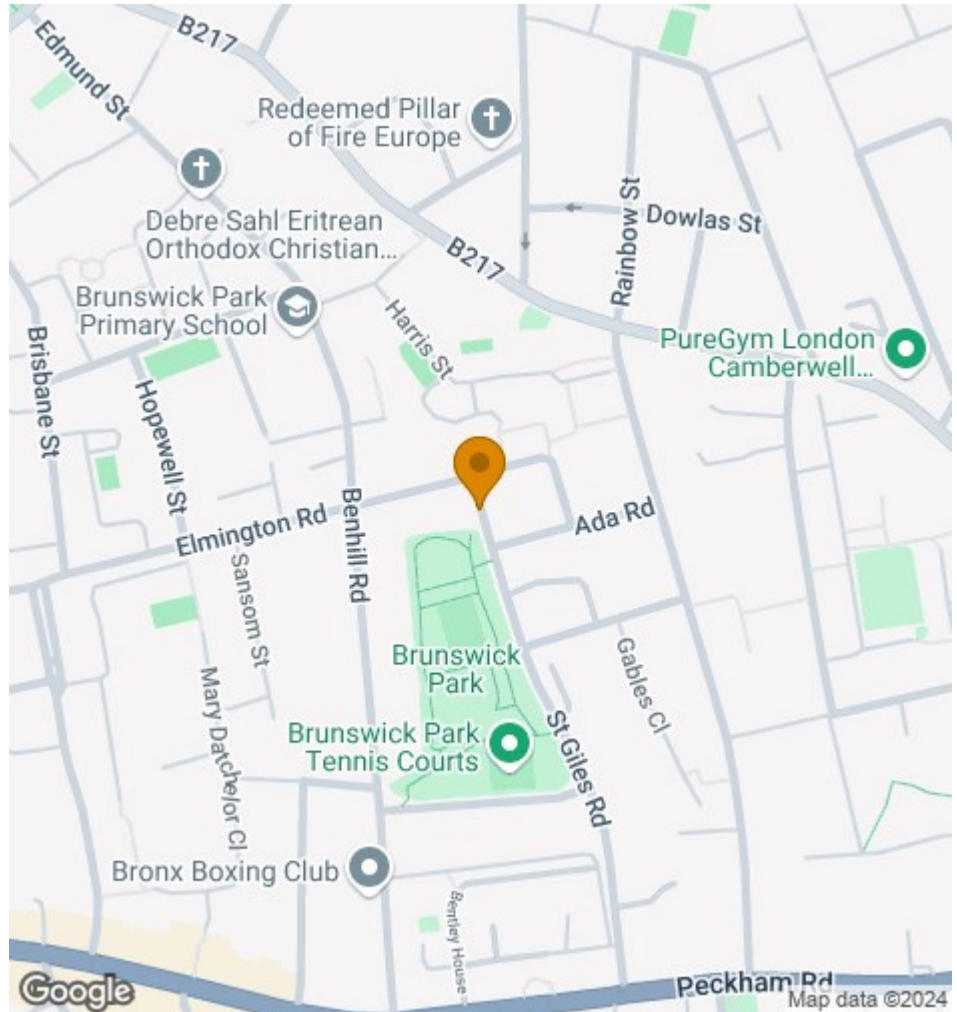 B217
Edmund St
Redeemed Pillar
of Fire Europe
Debre Sahl Eritrean
Orthodox Christian...
Dowlas St
Rainbow St
B217
Brunswick Park
Primary School
Harris St
PureGym London
Camberwell...
Brisbane St
Hopewell St
Benhill Rd
Elmington Rd
Ada Rd
Sansom St
Brunswick
Park
Gables Cl
Mary Datchelor Cl
Brunswick Park
Tennis Courts
St Giles Rd
Bronx Boxing Club
Bentley House
Peckham Rd
Google
Map data ©2024